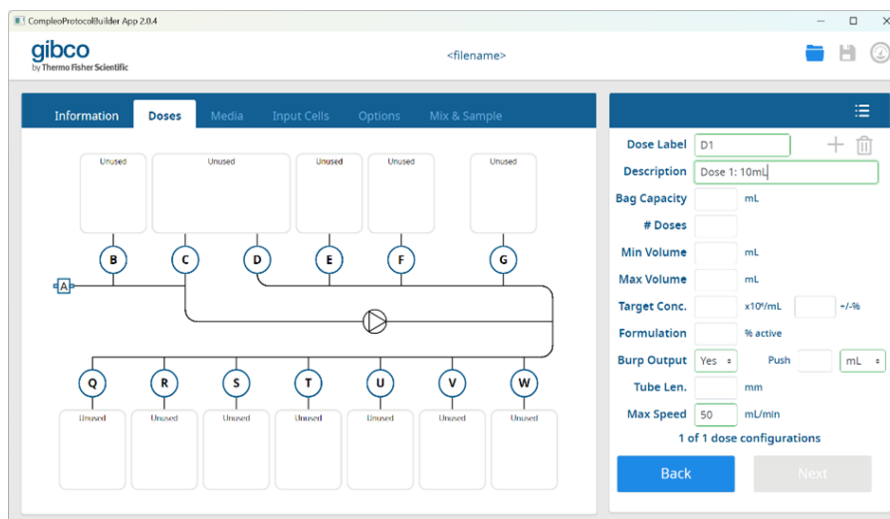 CompleoProtocolBuilder App 2.0.4
gibco
by Thermo Fisher Scientific
<filename>
Information Doses Media Input Cells Options Mix & Sample
Unused Unused Unused Unused Unused
B C D E F G
A
Q R S T U V W
Unused Unused Unused Unused Unused Unused Unused
Dose Label D1
Description Dose 1: 10mL
Bag Capacity mL
# Doses
Min Volume mL
Max Volume mL
Target Conc. x10⁶/mL +/-%
Formulation % active
Burp Output Yes Push mL
Tube Len. mm
Max Speed 50 mL/min
1 of 1 dose configurations
Back Next